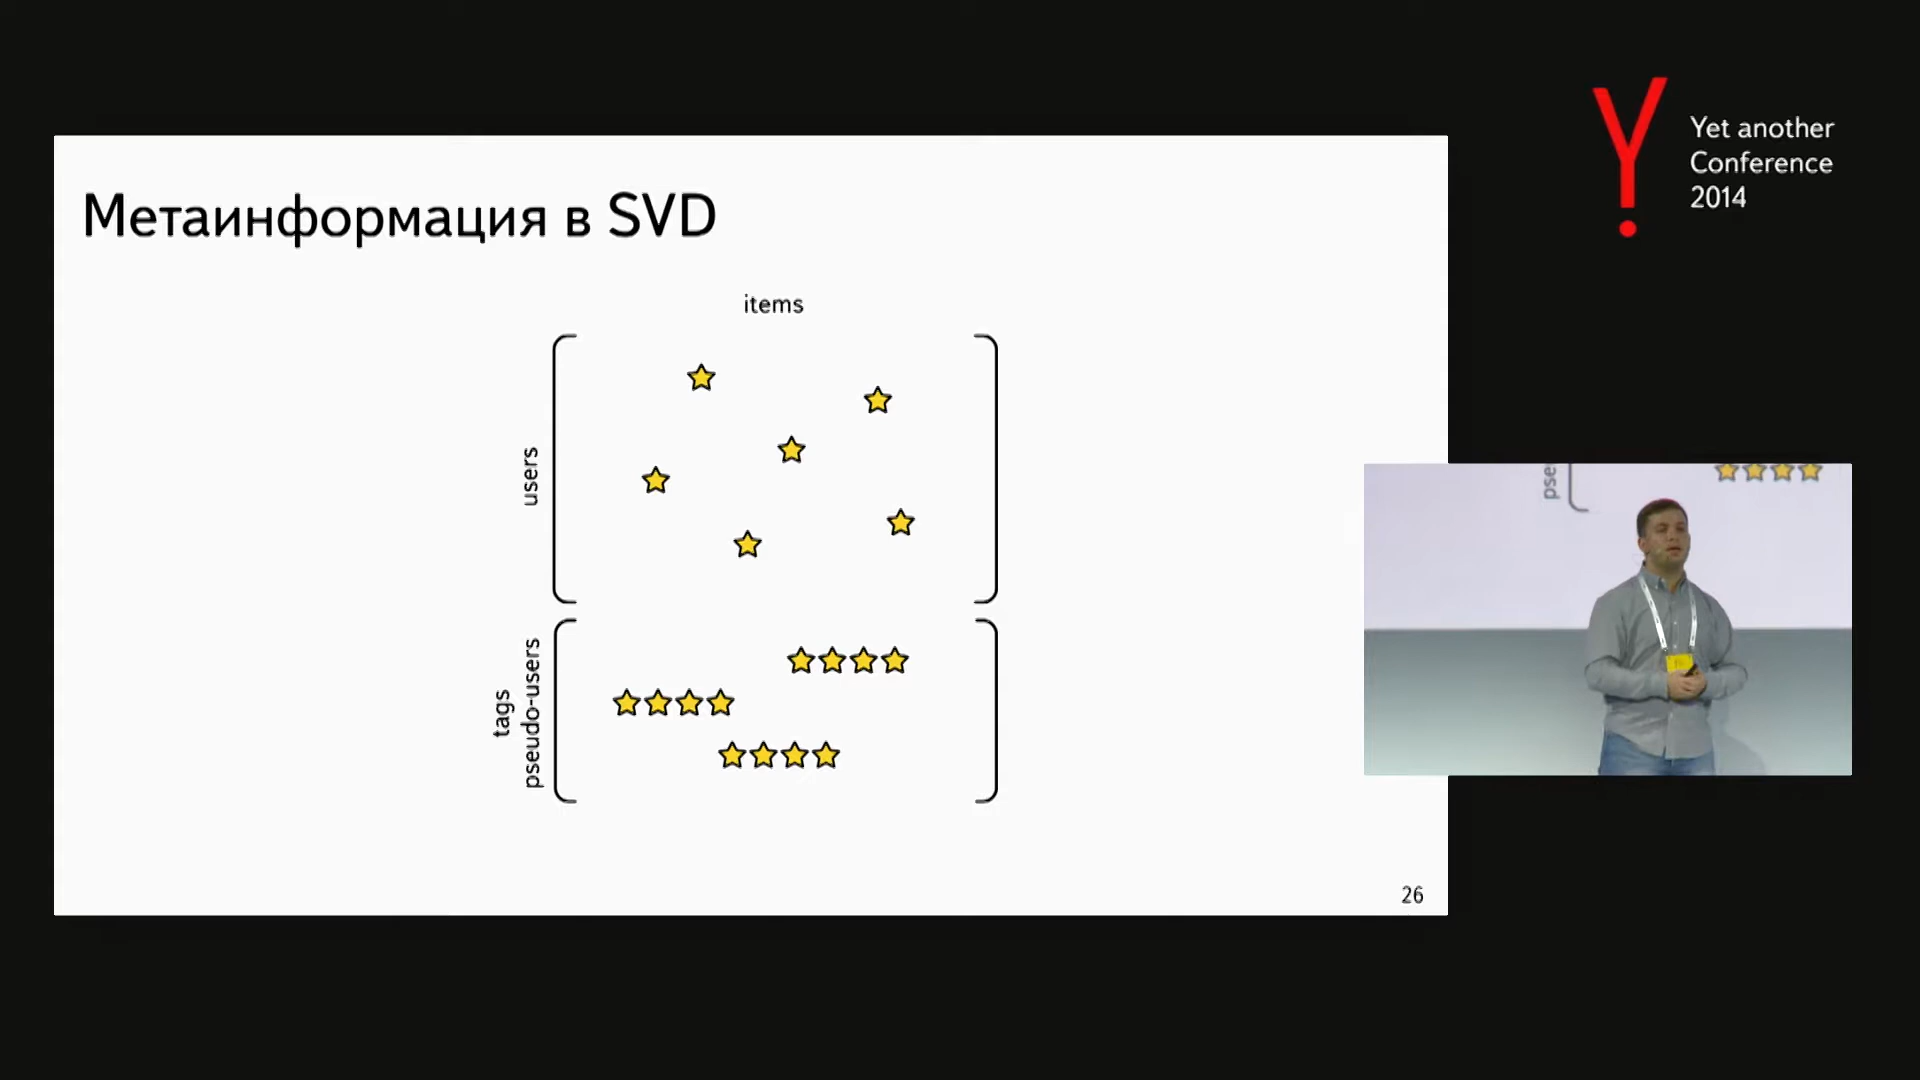 Метаинформация в SVD
items
users
tags
pseudo-users
26
Yet another
Conference
2014
pse